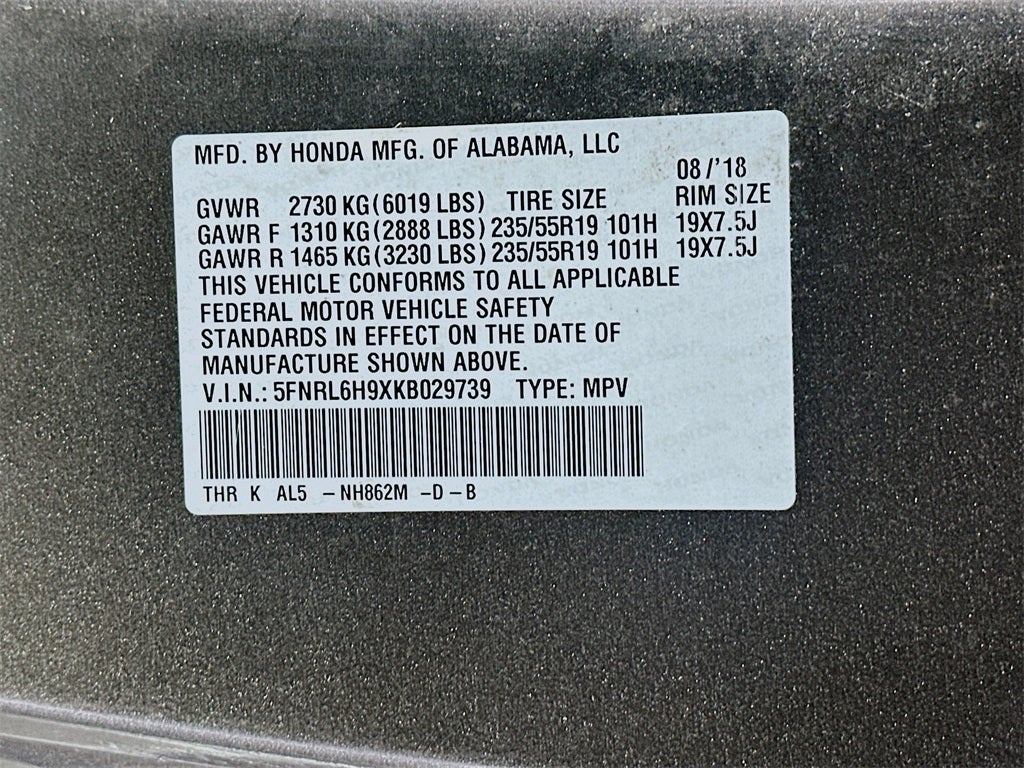 MFD. BY HONDA MFG. OF ALABAMA, LLC
08 /'18
GVWR 2730 KG (6019 LBS) TIRE SIZE RIM SIZE
GAWR F 1310 KG (2888 LBS) 235/55R19 101H 19X7.5J
GAWR R 1465 KG (3230 LBS) 235/55R19 101H 19X7.5J
THIS VEHICLE CONFORMS TO ALL APPLICABLE
FEDERAL MOTOR VEHICLE SAFETY
STANDARDS IN EFFECT ON THE DATE OF
MANUFACTURE SHOWN ABOVE.
V.I.N.: 5FNRL6H9XKB029739 TYPE: MPV
THR K AL5 - NH862M - D - B